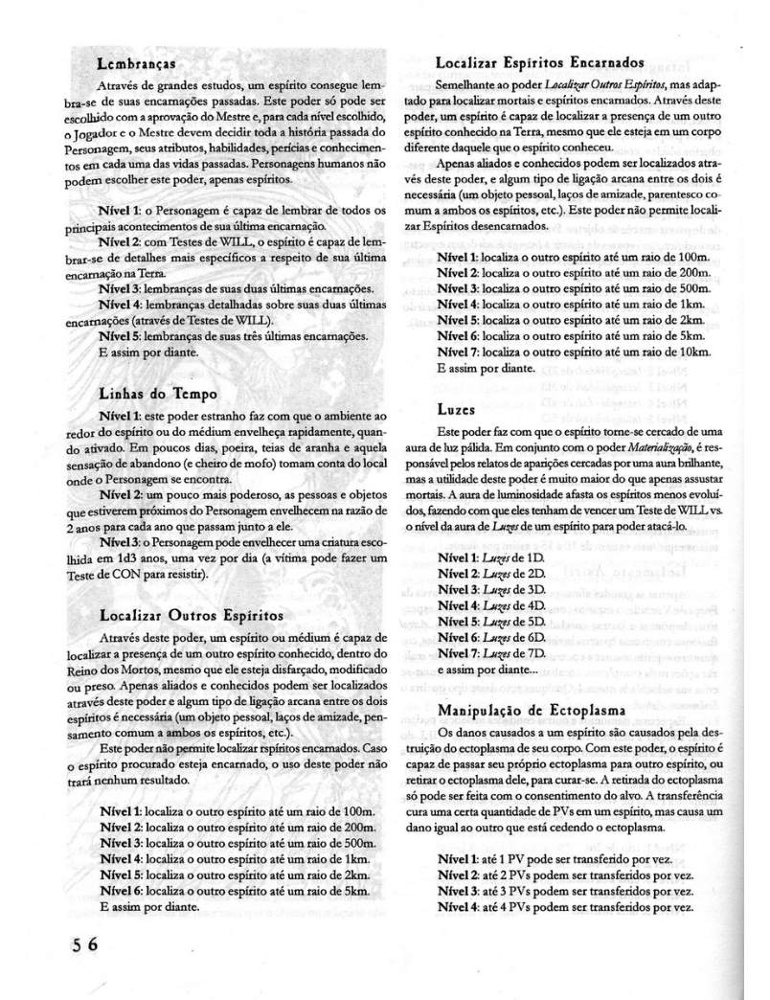 Lembranças
Através de grandes estudos, um espírito consegue lem-
bra-se de suas encarnações passadas. Este poder só pode ser
escolhido com a aprovação do Mestre e, para cada nível escolhido,
o Jogador e o Mestre devem decidir toda a história passada do
Personagem, seus atributos, habilidades, perícias e conhecimen-
tos em cada uma das vidas passadas. Personagens humanos não
podem escolher este poder, apenas espíritos.
Nível 1: o Personagem é capaz de lembrar de todos os
principais acontecimentos de sua última encarnação.
Nível 2: com Testes de WILL, o espírito é capaz de lem-
brar-se de detalhes mais específicos a respeito de sua última
encarnação na Terra.
Nível 3: lembranças de suas duas últimas encarnações.
Nível 4: lembranças detalhadas sobre suas duas últimas
encarnações (através de Testes de WILL).
Nível 5: lembranças de suas três últimas encarnações.
E assim por diante.
Linhas do Tempo
Nível 1: este poder estranho faz com que o ambiente ao
redor do espírito ou do médium envelheça rapidamente, quan-
do ativado. Em poucos dias, poeira, teias de aranha e aquela
sensação de abandono (e cheiro de mofo) tomam conta do local
onde o Personagem se encontra.
Nível 2: um pouco mais poderoso, as pessoas e objetos
que estiverem próximos do Personagem envelhecem na razão de
2 anos para cada ano que passam junto a ele.
Nível 3: o Personagem pode envelhecer uma criatura esco-
lhida em 1d3 anos, uma vez por dia (a vítima pode fazer um
Teste de CON para resistir).
Localizar Outros Espíritos
Através deste poder, um espírito ou médium é capaz de
localizar a presença de um outro espírito conhecido, dentro do
Reino dos Mortos, mesmo que ele esteja disfarçado, modificado
ou preso. Apenas aliados e conhecidos podem ser localizados
através deste poder e algum tipo de ligação arcana entre os dois
espíritos é necessária (um objeto pessoal, laços de amizade, pen-
samento comum a ambos os espíritos, etc.).
Este poder não permite localizar rspíritos encarnados. Caso
o espírito procurado esteja encarnado, o uso deste poder não
trará nenhum resultado.
Nível 1: localiza o outro espírito até um raio de 100m.
Nível 2: localiza o outro espírito até um raio de 200m.
Nível 3: localiza o outro espírito até um raio de 500m.
Nível 4: localiza o outro espírito até um raio de 1km.
Nível 5: localiza o outro espírito até um raio de 2km.
Nível 6: localiza o outro espírito até um raio de 5km.
E assim por diante.
56
Localizar Espíritos Encarnados
Semelhante ao poder Localizar Outros Espíritos, mas adap-
tado para localizar mortais e espíritos encarnados. Através deste
poder, um espírito é capaz de localizar a presença de um outro
espírito conhecido na Terra, mesmo que ele esteja em um corpo
diferente daquele que o espírito conheceu.
Apenas aliados e conhecidos podem ser localizados atra-
vés deste poder, e algum tipo de ligação arcana entre os dois é
necessária (um objeto pessoal, laços de amizade, parentesco co-
mum a ambos os espíritos, etc.). Este poder não permite locali-
zar Espíritos desencarnados.
Nível 1: localiza o outro espírito até um raio de 100m.
Nível 2: localiza o outro espírito até um raio de 200m.
Nível 3: localiza o outro espírito até um raio de 500m.
Nível 4: localiza o outro espírito até um raio de 1km.
Nível 5: localiza o outro espírito até um raio de 2km.
Nível 6: localiza o outro espírito até um raio de 5km.
Nível 7: localiza o outro espírito até um raio de 10km.
E assim por diante.
Luzes
Este poder faz com que o espírito torne-se cercado de uma
aura de luz pálida. Em conjunto com o poder Materialização, é res-
ponsável pelos relatos de aparições cercadas por uma aura brilhante,
mas a utilidade deste poder é muito maior do que apenas assustar
mortais. A aura de luminosidade afasta os espíritos menos evoluí-
dos, fazendo com que eles tenham de vencer um Teste de WILL vs.
o nível da aura de Luzes de um espírito para poder atacá-lo.
Nível 1: Luzes de 1D.
Nível 2: Luzes de 2D.
Nível 3: Luzes de 3D.
Nível 4: Luzes de 4D.
Nível 5: Luzes de 5D.
Nível 6: Luzes de 6D.
Nível 7: Luzes de 7D.
e assim por diante...
Manipulação de Ectoplasma
Os danos causados a um espírito são causados pela des-
truição do ectoplasma de seu corpo. Com este poder, o espírito é
capaz de passar seu próprio ectoplasma para outro espírito, ou
retirar o ectoplasma dele, para curar-se. A retirada do ectoplasma
só pode ser feita com o consentimento do alvo. A transferência
cura uma certa quantidade de PVs em um espírito, mas causa um
dano igual ao outro que está cedendo o ectoplasma.
Nível 1: até 1 PV pode ser transferido por vez.
Nível 2: até 2 PVs podem ser transferidos por vez.
Nível 3: até 3 PVs podem ser transferidos por vez.
Nível 4: até 4 PVs podem ser transferidos por vez.